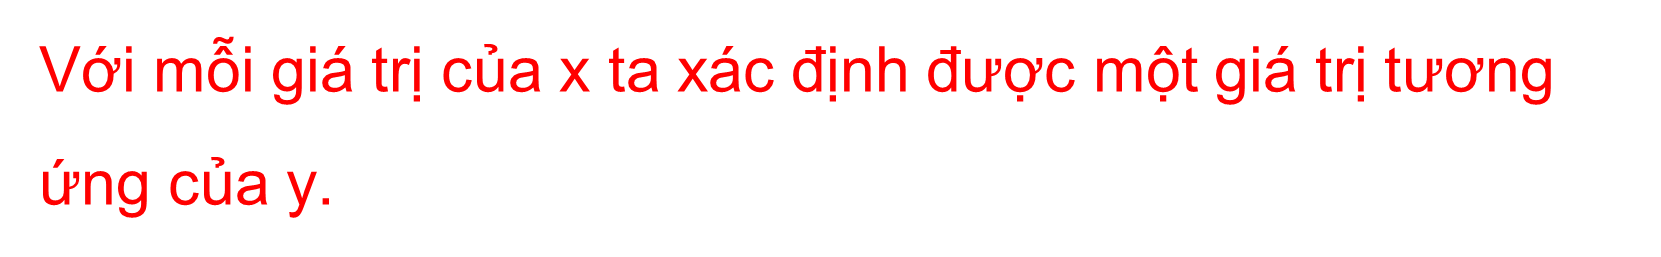 Với mỗi giá trị của x ta xác định được một giá trị tương
ứng của y.